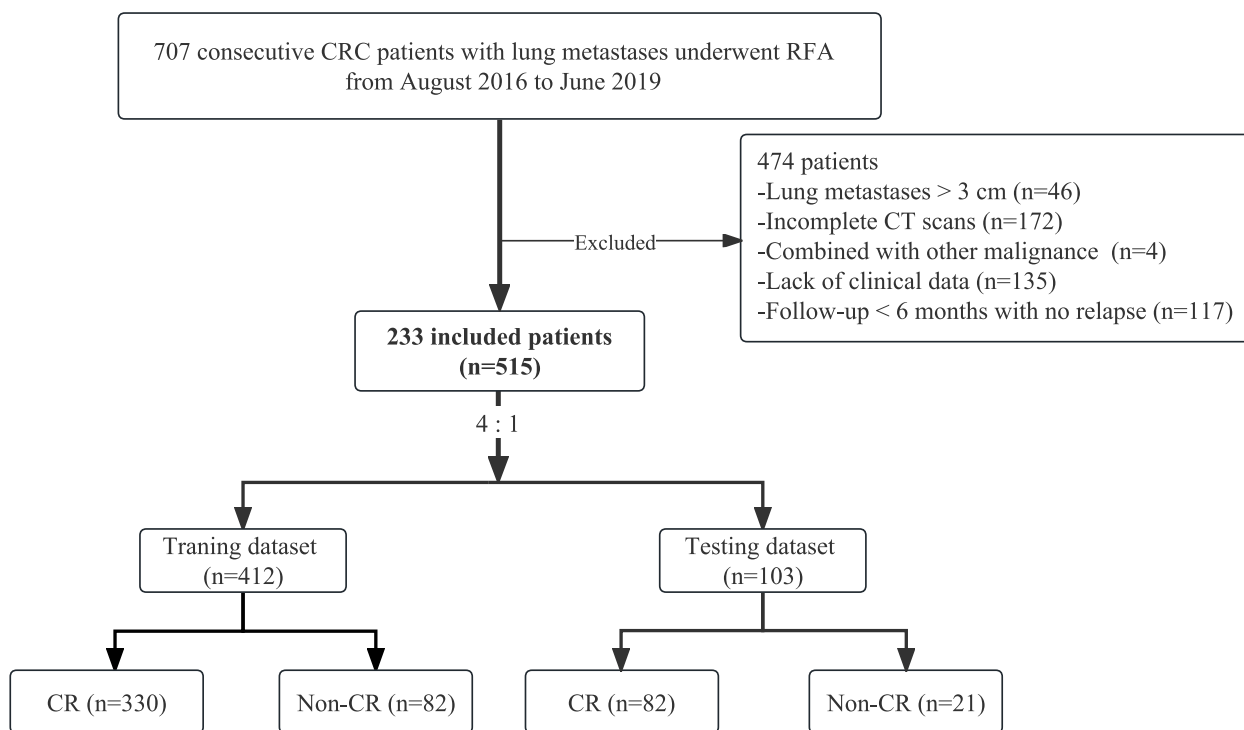 707 consecutive CRC patients with lung metastases underwent RFA
from August 2016 to June 2019
474 patients
-Lung metastases > 3 cm (n=46)
-Incomplete CT scans (n=172)
-Combined with other malignance (n=4)
-Lack of clinical data (n=135)
-Follow-up < 6 months with no relapse (n=117)
Excluded
233 included patients
(n=515)
4 : 1
Traning dataset
(n=412)
Testing dataset
(n=103)
CR (n=330)
Non-CR (n=82)
CR (n=82)
Non-CR (n=21)